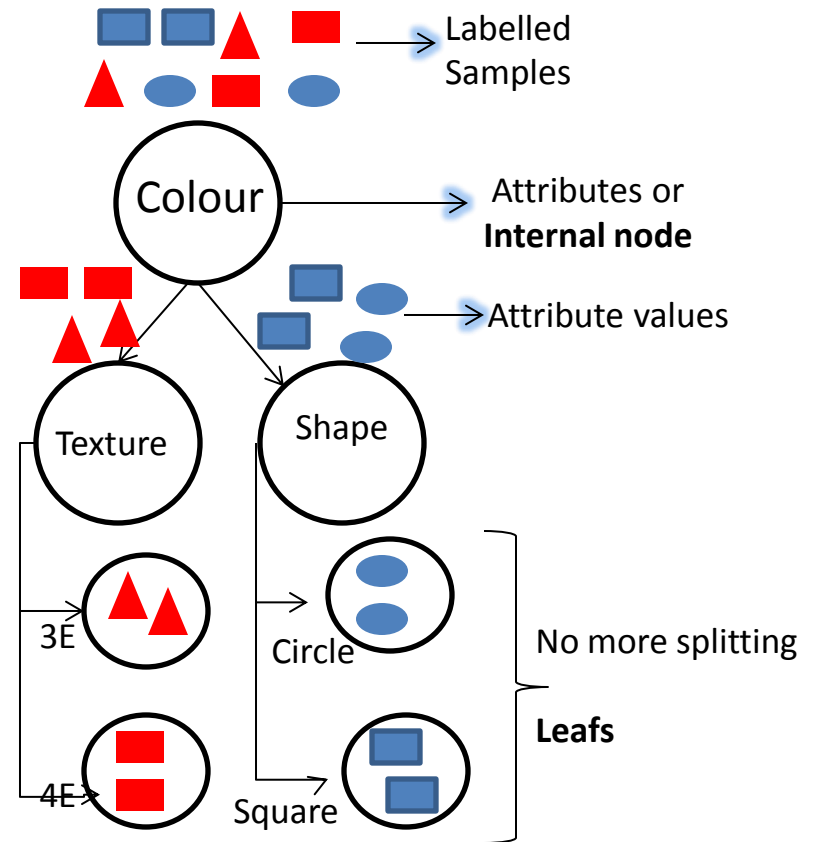 Labelled
Samples
Colour
Attributes or
Internal node
Attribute values
Texture
Shape
3E
Circle
No more splitting
Leafs
4E
Square